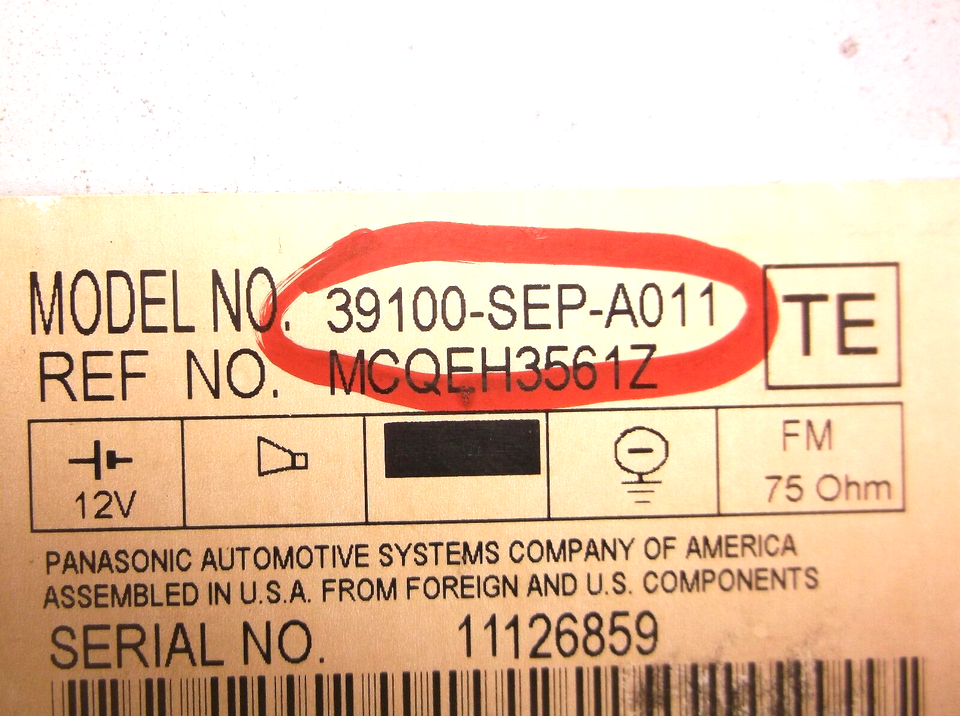 MODEL NO. 39100-SEP-A011
TE
REF NO. MCQEH3561Z
12V
FM
75 Ohm
PANASONIC AUTOMOTIVE SYSTEMS COMPANY OF AMERICA
ASSEMBLED IN U.S.A. FROM FOREIGN AND U.S. COMPONENTS
SERIAL NO. 11126859